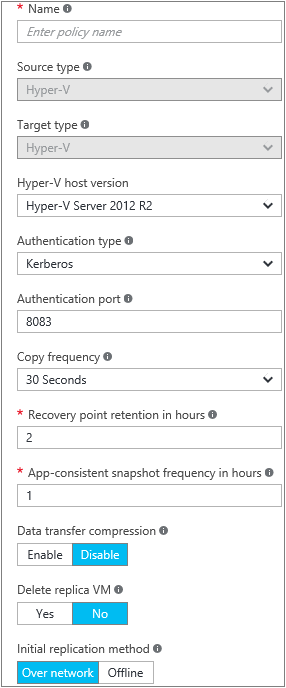 * Name
Enter policy name
Source type
Hyper-V
Target type
Hyper-V
Hyper-V host version
Hyper-V Server 2012 R2
Authentication type
Kerberos
Authentication port
8083
Copy frequency
30 Seconds
* Recovery point retention in hours
2
* App-consistent snapshot frequency in hours
1
Data transfer compression
Enable Disable
Delete replica VM
Yes No
Initial replication method
Over network Offline